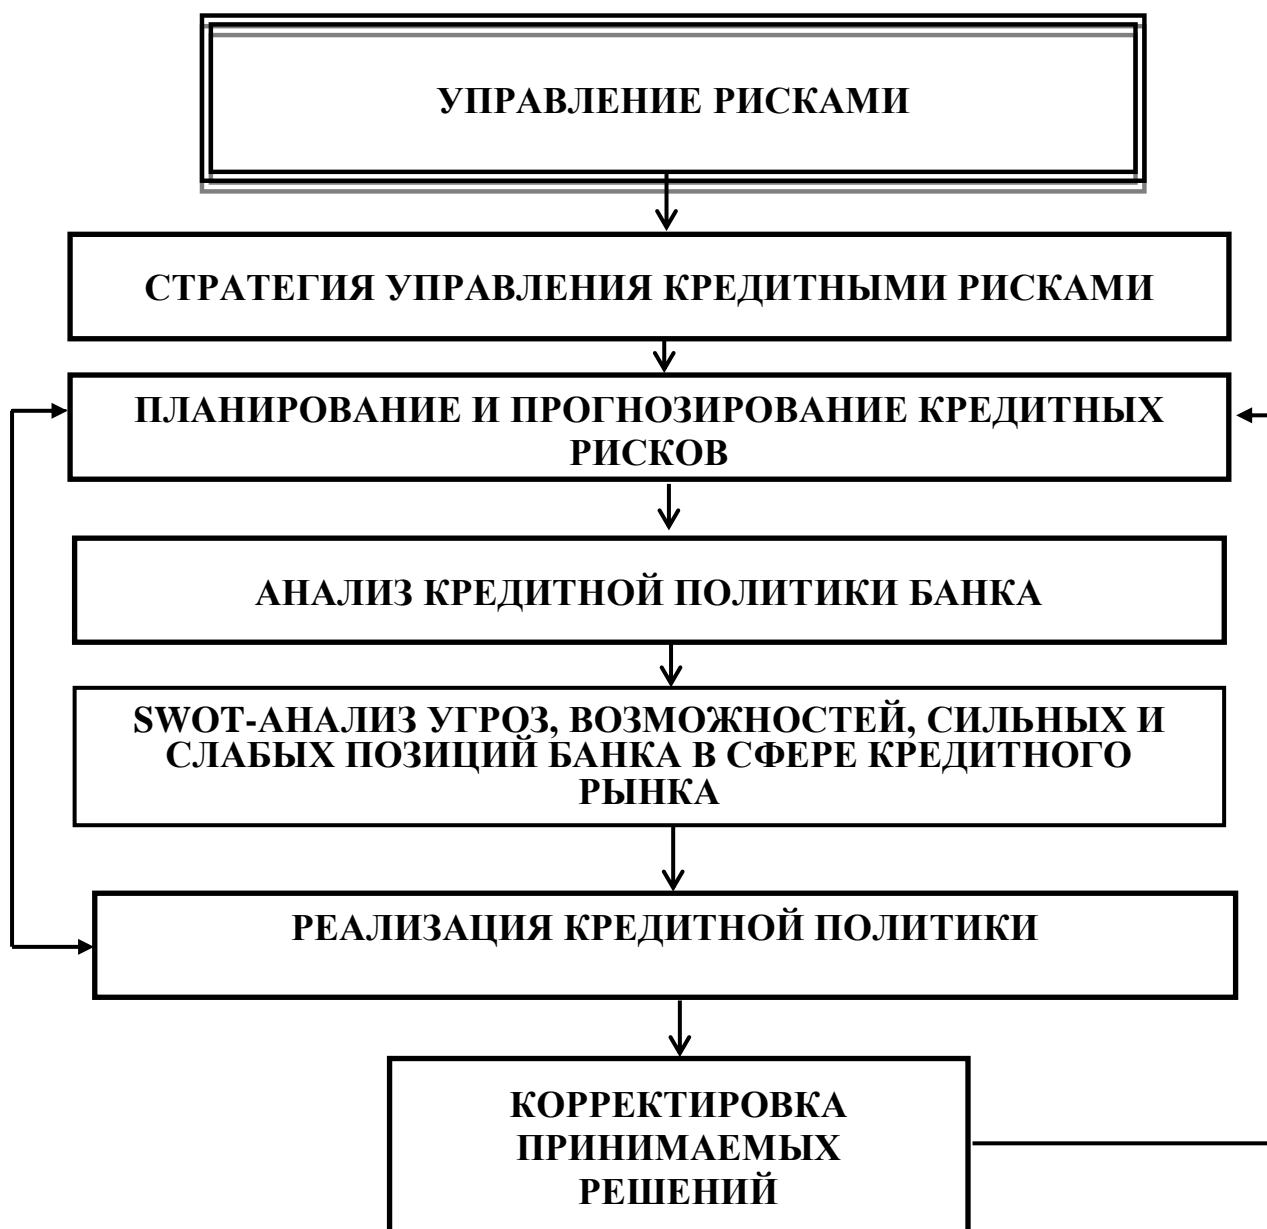 УПРАВЛЕНИЕ РИСКАМИ
СТРАТЕГИЯ УПРАВЛЕНИЯ КРЕДИТНЫМИ РИСКАМИ
ПЛАНИРОВАНИЕ И ПРОГНОЗИРОВАНИЕ КРЕДИТНЫХ
РИСКОВ
АНАЛИЗ КРЕДИТНОЙ ПОЛИТИКИ БАНКА
SWOT-АНАЛИЗ УГРОЗ, ВОЗМОЖНОСТЕЙ, СИЛЬНЫХ И
СЛАБЫХ ПОЗИЦИЙ БАНКА В СФЕРЕ КРЕДИТНОГО
РЫНКА
РЕАЛИЗАЦИЯ КРЕДИТНОЙ ПОЛИТИКИ
КОРРЕКТИРОВКА
ПРИНИМАЕМЫХ
РЕШЕНИЙ